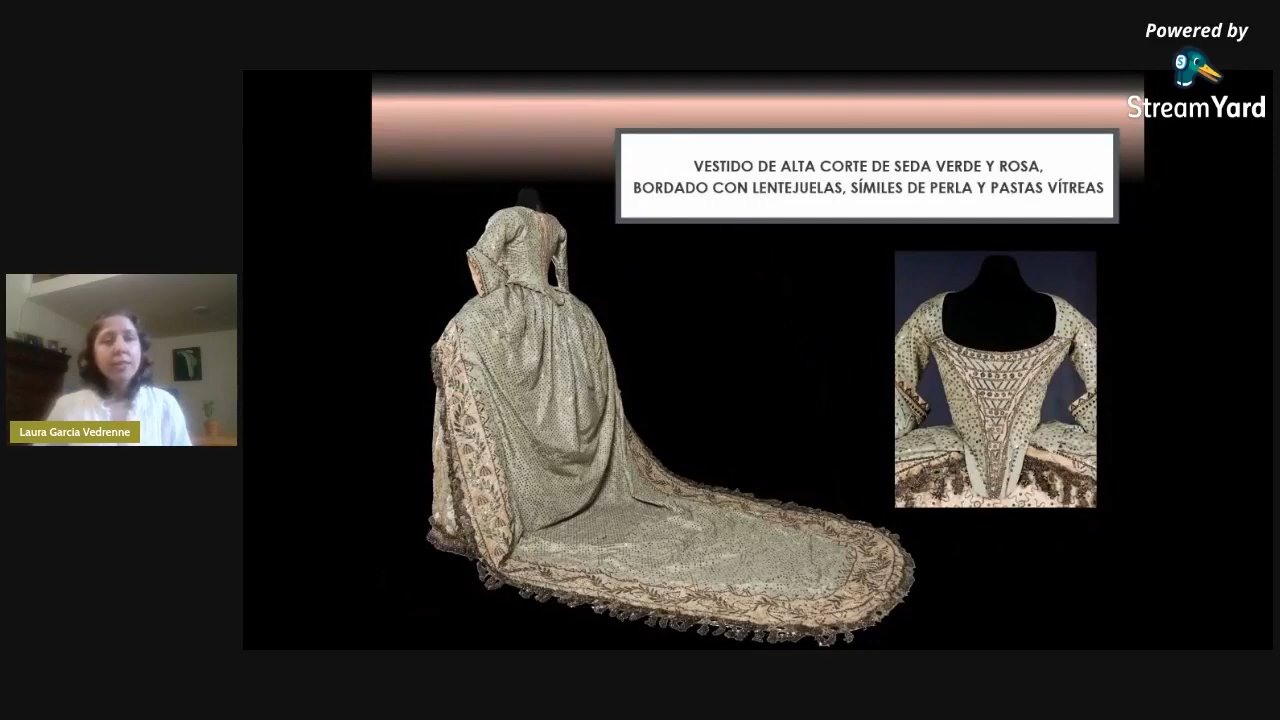 Powered by
StreamYard
VESTIDO DE ALTA CORTE DE SEDA VERDE Y ROSA,
BORDADO CON LENTEJUELAS, SÍMILES DE PERLA Y PASTAS VÍTREAS
Laura Garcia Vedrenne